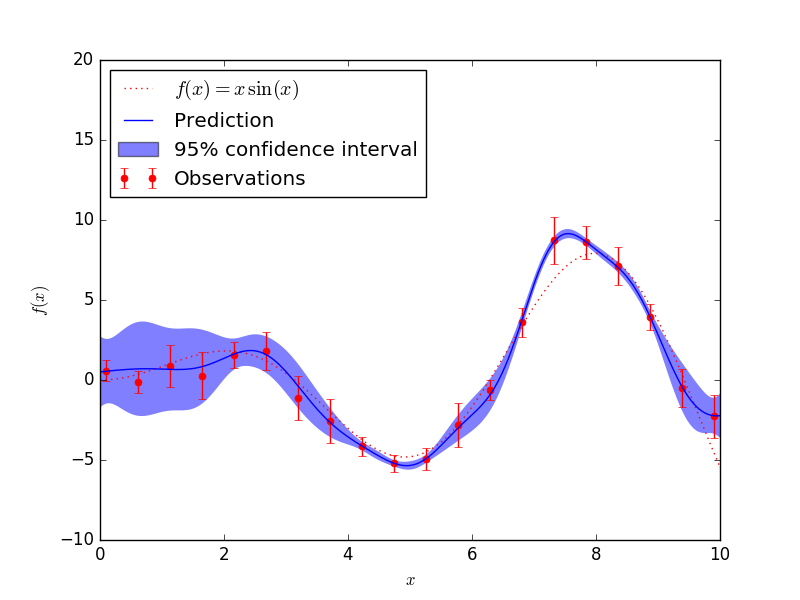 20
15
10
5
0
−5
−10
f(x)
f(x) = x sin(x)
Prediction
95% confidence interval
Observations
0 2 4 6 8 10
x